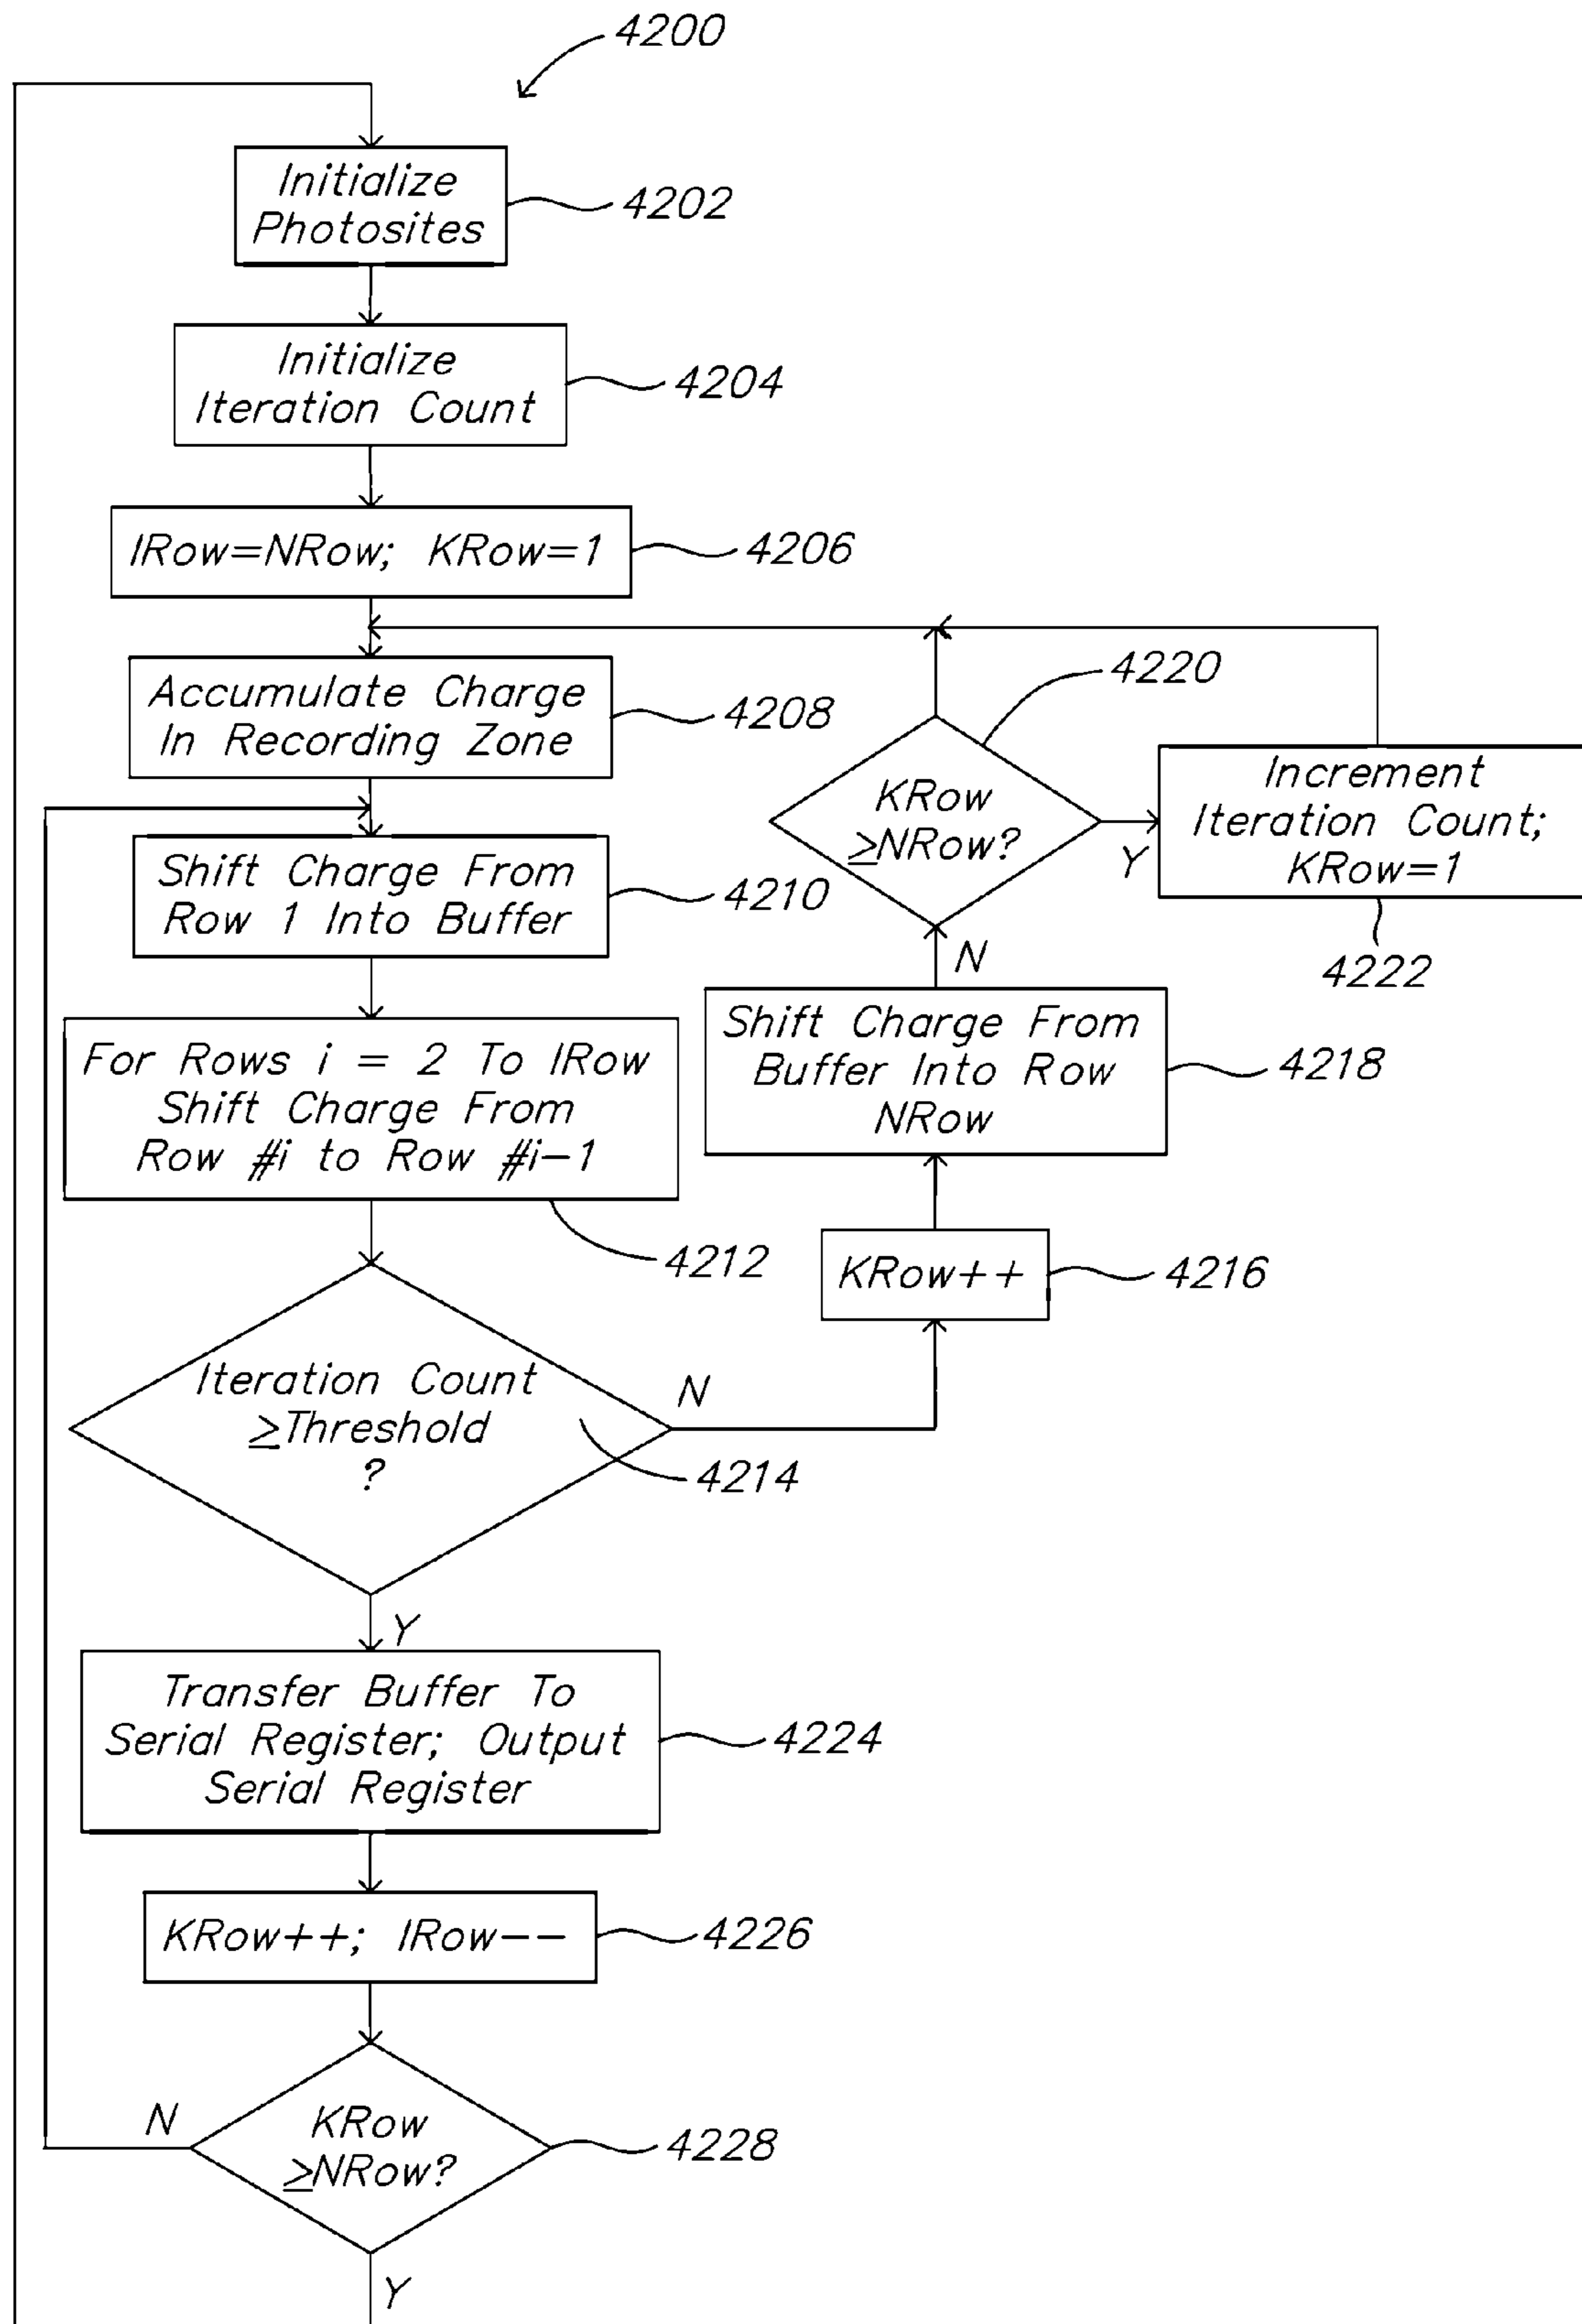 4200
Initialize
Photosites
4202
Initialize
Iteration Count
4204
IRow=NRow; KRow=1
4206
Accumulate Charge
In Recording Zone
4208
Shift Charge From
Row 1 Into Buffer
4210
For Rows i = 2 To IRow
Shift Charge From
Row #i to Row #i-1
4212
Iteration Count
≥Threshold
?
4214
N
KRow++
4216
Shift Charge From
Buffer Into Row
NRow
4218
N
KRow
≥NRow?
4220
Y
Increment
Iteration Count;
KRow=1
4222
Y
Transfer Buffer To
Serial Register; Output
Serial Register
4224
KRow++; IRow--
4226
KRow
≥NRow?
4228
N
Y